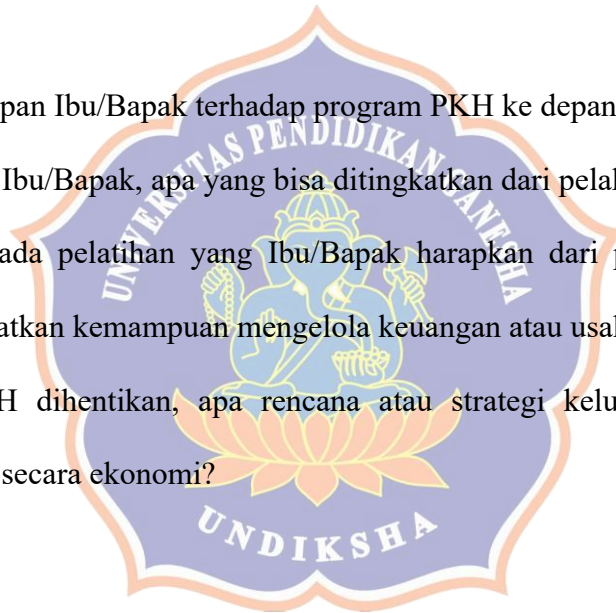 pan Ibu/Bapak terhadap program PKH ke depan
UNIVERSITAS PENDIDIKAN GANESHA
Ibu/Bapak, apa yang bisa ditingkatkan dari pela
ada pelatihan yang Ibu/Bapak harapkan dari p
atkan kemampuan mengelola keuangan atau usa
H dihentikan, apa rencana atau strategi kelu
secara ekonomi?
UNDIKSHA